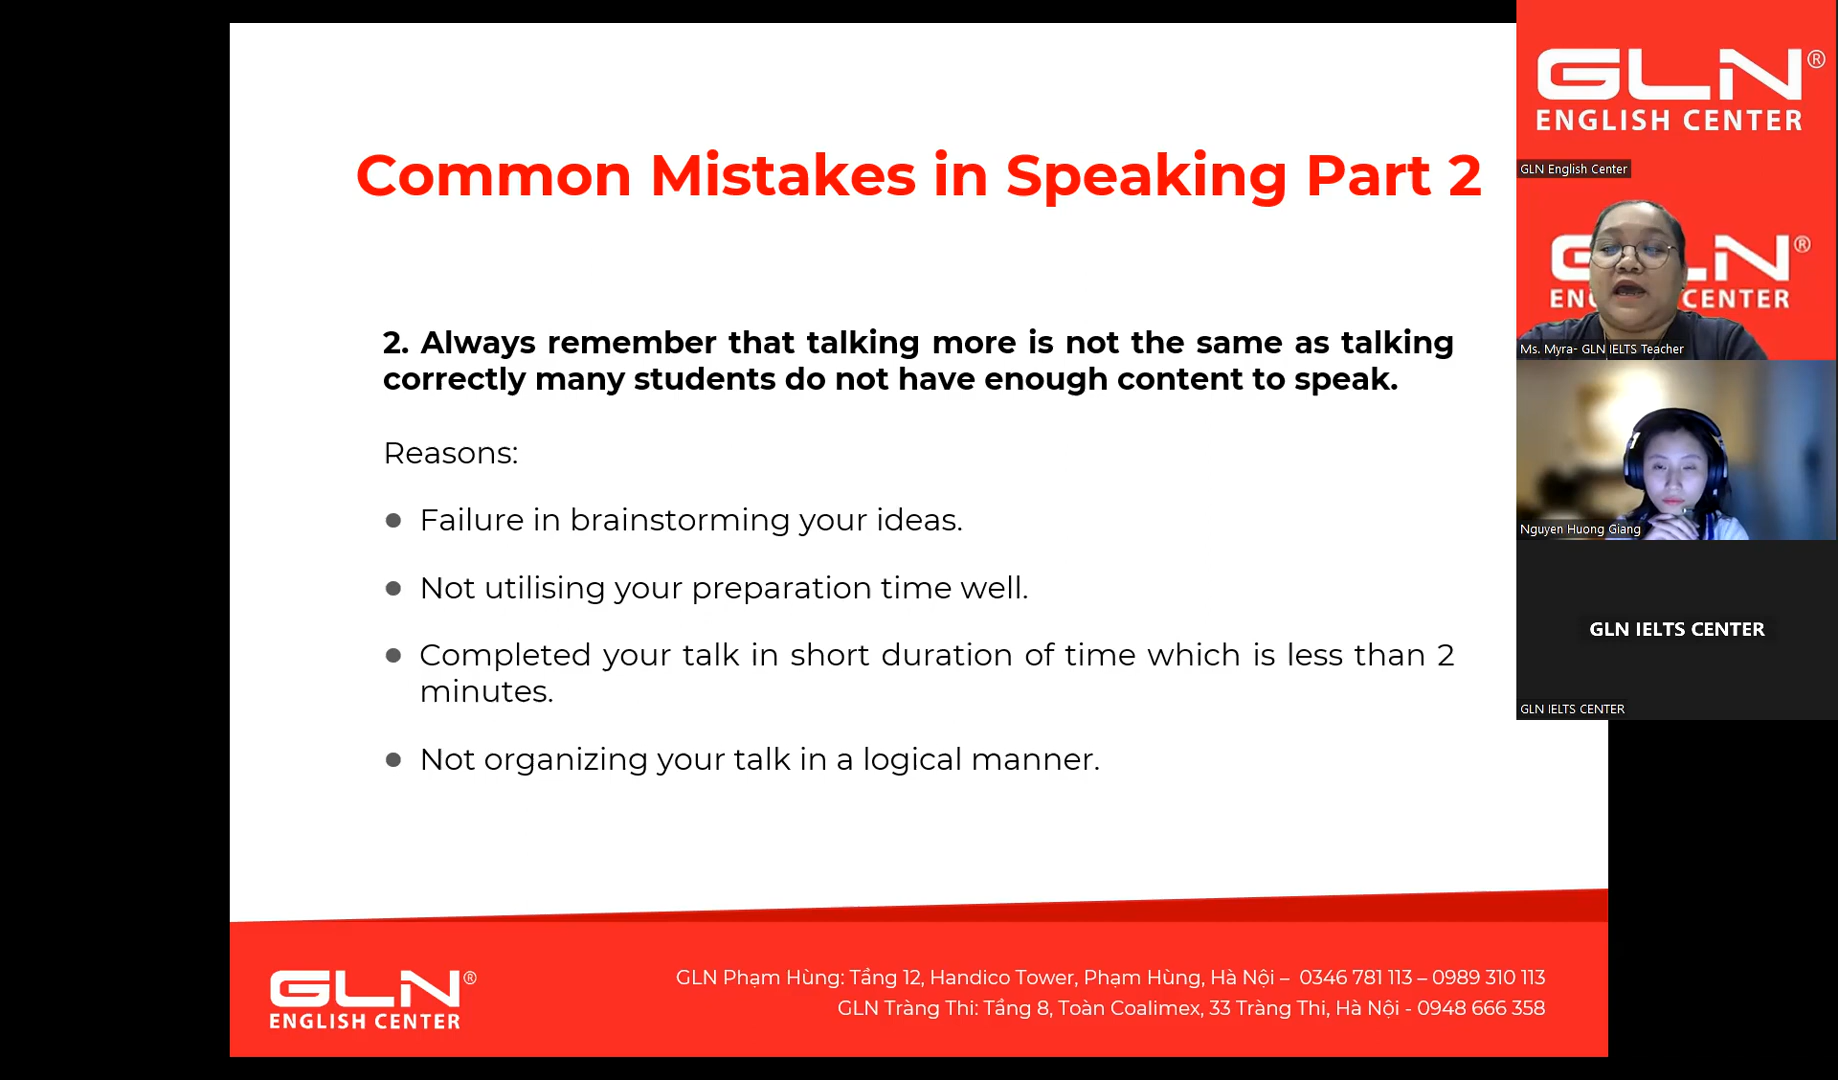 Common Mistakes in Speaking Part 2
2. Always remember that talking more is not the same as talking
correctly many students do not have enough content to speak.
Reasons:
● Failure in brainstorming your ideas.
● Not utilising your preparation time well.
● Completed your talk in short duration of time which is less than 2
minutes.
● Not organizing your talk in a logical manner.
GLN®
ENGLISH CENTER
GLN Phạm Hùng: Tầng 12, Handico Tower, Phạm Hùng, Hà Nội – 0346 781 113 – 0989 310 113
GLN Tràng Thi: Tầng 8, Toàn Coalimex, 33 Tràng Thi, Hà Nội - 0948 666 358
GLN®
ENGLISH CENTER
GLN English Center
GLN®
EN CENTER
Ms. Myra- GLN IELTS Teacher
Nguyen Huong Giang
GLN IELTS CENTER
GLN IELTS CENTER